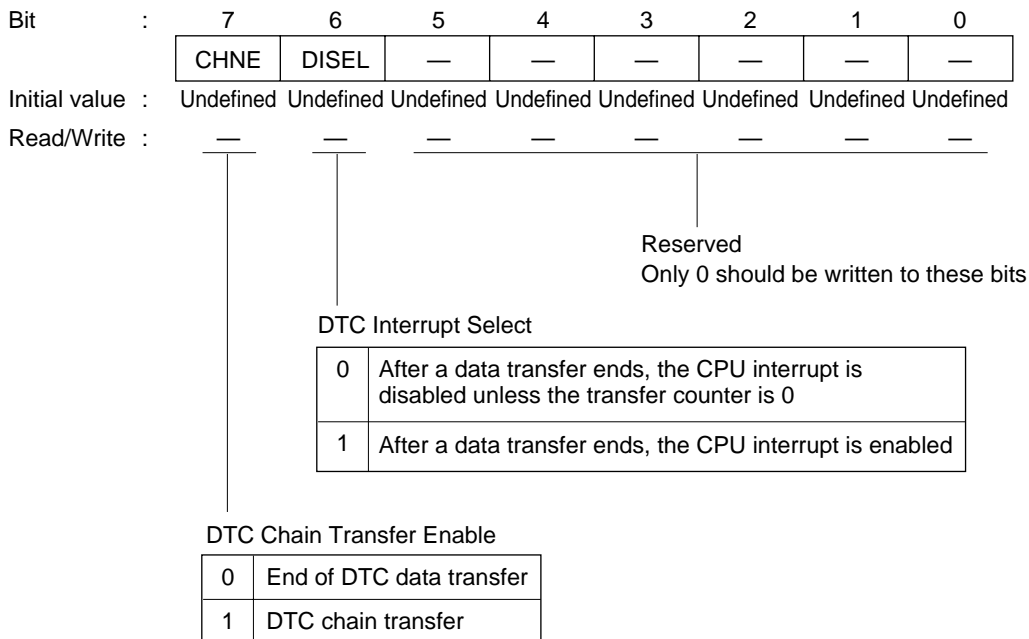 Bit : 7 6 5 4 3 2 1 0
CHNE DISEL — — — — — —
Initial value : Undefined Undefined Undefined Undefined Undefined Undefined Undefined Undefined
Read/Write : — — — — — — — —
Reserved
Only 0 should be written to these bits
DTC Interrupt Select
0 After a data transfer ends, the CPU interrupt is
disabled unless the transfer counter is 0
1 After a data transfer ends, the CPU interrupt is enabled
DTC Chain Transfer Enable
0 End of DTC data transfer
1 DTC chain transfer